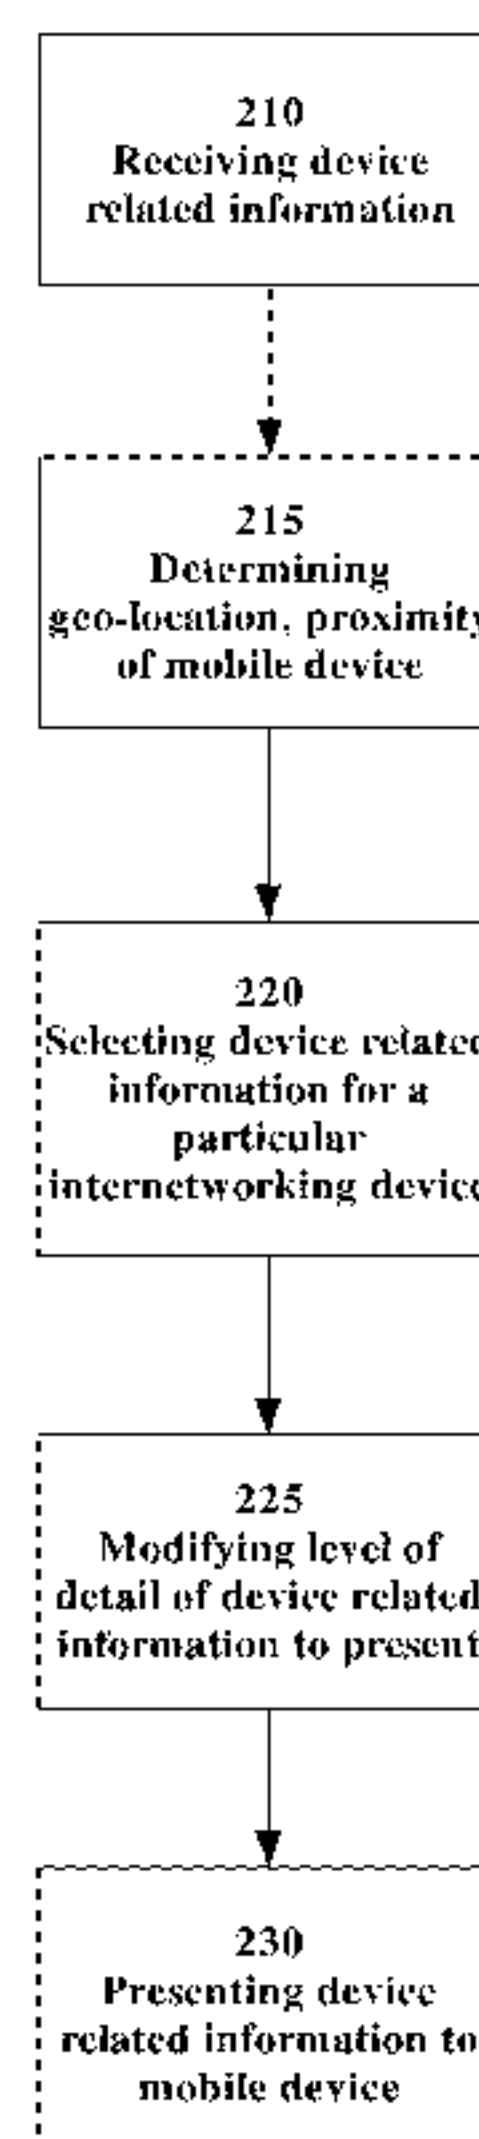 210
Receiving device
related information
215
Determining
geo-location, proximity
of mobile device
220
Selecting device related
information for a
particular
internetworking device
225
Modifying level of
detail of device related
information to present
230
Presenting device
related information to
mobile device